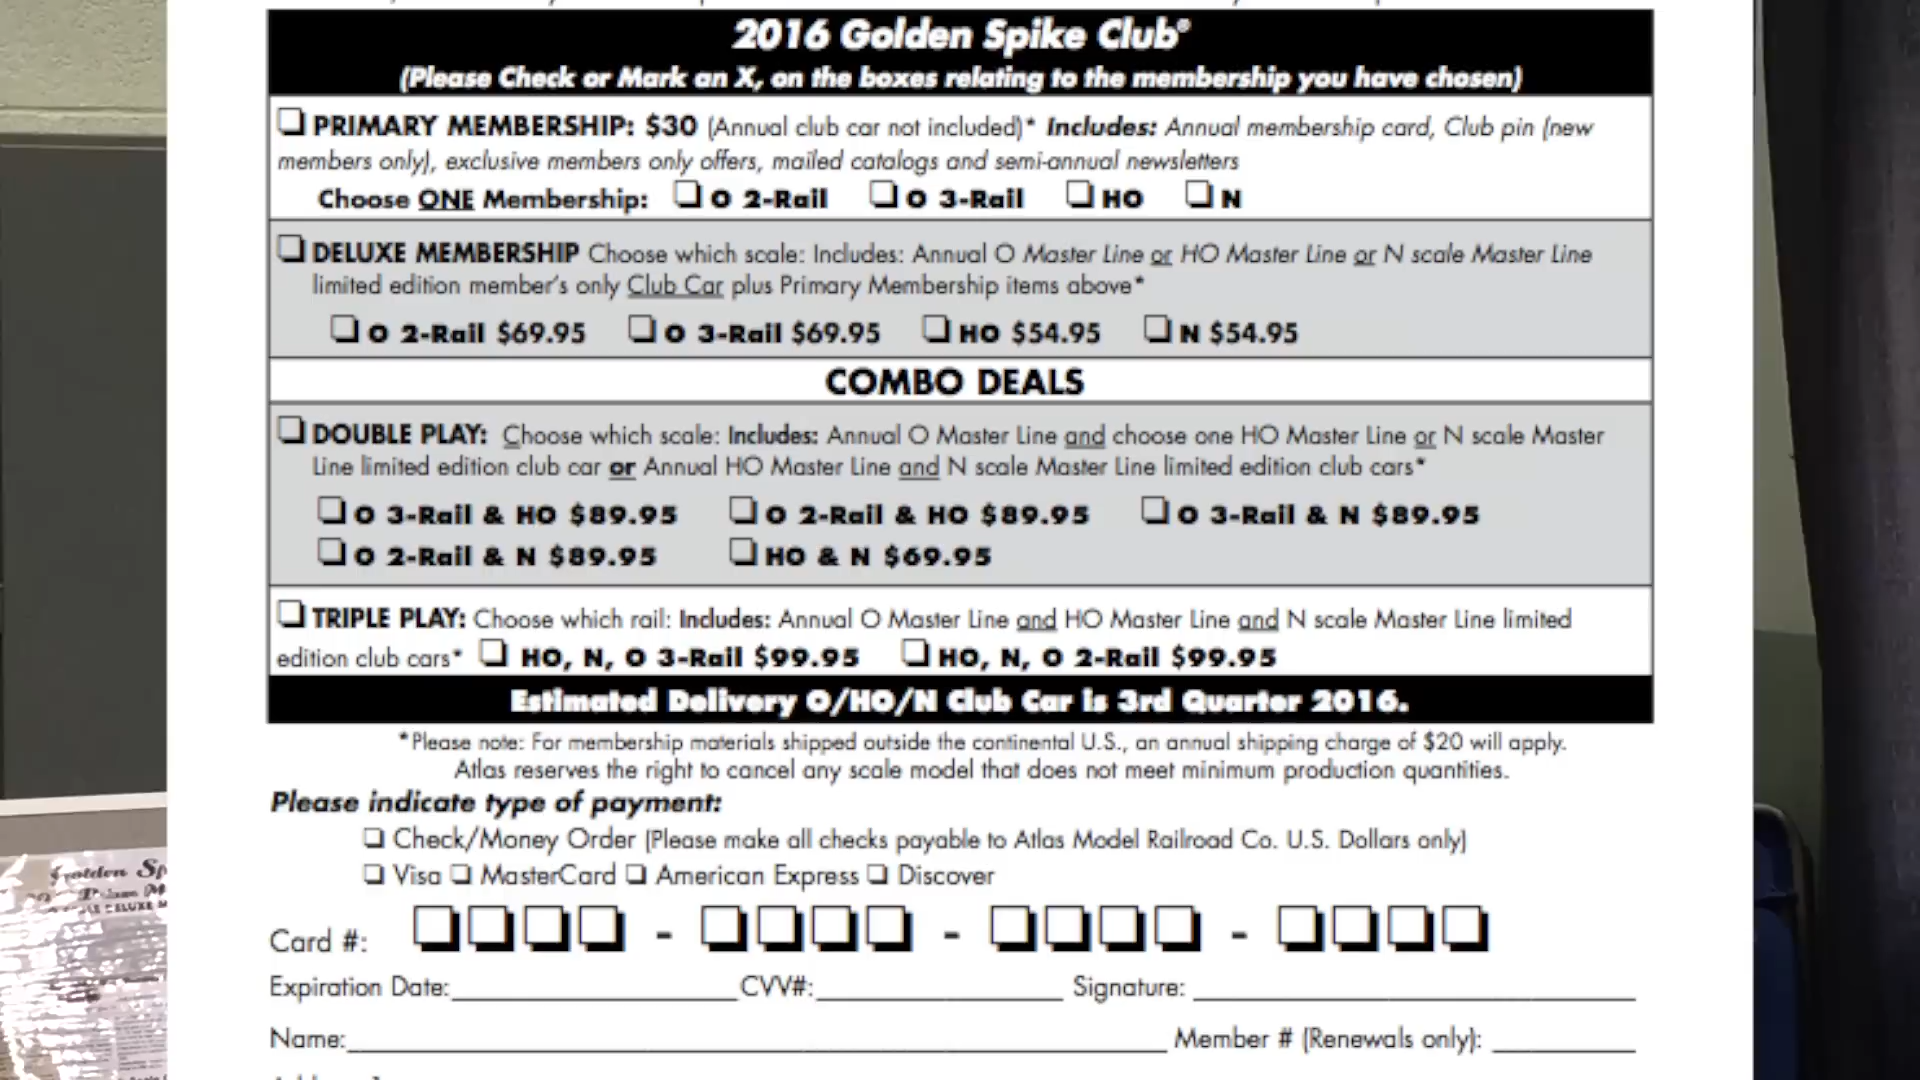 2016 Golden Spike Club®
(Please Check or Mark an X, on the boxes relating to the membership you have chosen)
PRIMARY MEMBERSHIP: $30 (Annual club car not included)* Includes: Annual membership card, Club pin (new
members only), exclusive members only offers, mailed catalogs and semi-annual newsletters
Choose ONE Membership: O 2-Rail O 3-Rail HO N
DELUXE MEMBERSHIP Choose which scale: Includes: Annual O Master Line or HO Master Line or N scale Master Line
limited edition member's only Club Car plus Primary Membership items above*
O 2-Rail $69.95 O 3-Rail $69.95 HO $54.95 N $54.95
COMBO DEALS
DOUBLE PLAY: Choose which scale: Includes: Annual O Master Line and choose one HO Master Line or N scale Master
Line limited edition club car or Annual HO Master Line and N scale Master Line limited edition club cars*
O 3-Rail & HO $89.95 O 2-Rail & HO $89.95 O 3-Rail & N $89.95
O 2-Rail & N $89.95 HO & N $69.95
TRIPLE PLAY: Choose which rail: Includes: Annual O Master Line and HO Master Line and N scale Master Line limited
edition club cars* HO, N, O 3-Rail $99.95 HO, N, O 2-Rail $99.95
Estimated Delivery O/HO/N Club Car is 3rd Quarter 2016.
*Please note: For membership materials shipped outside the continental U.S., an annual shipping charge of $20 will apply.
Atlas reserves the right to cancel any scale model that does not meet minimum production quantities.
Please indicate type of payment:
Check/Money Order (Please make all checks payable to Atlas Model Railroad Co. U.S. Dollars only)
Visa MasterCard American Express Discover
Card #: - - -
Expiration Date: CVV#: Signature:
Name: Member # (Renewals only):
Golden Sp